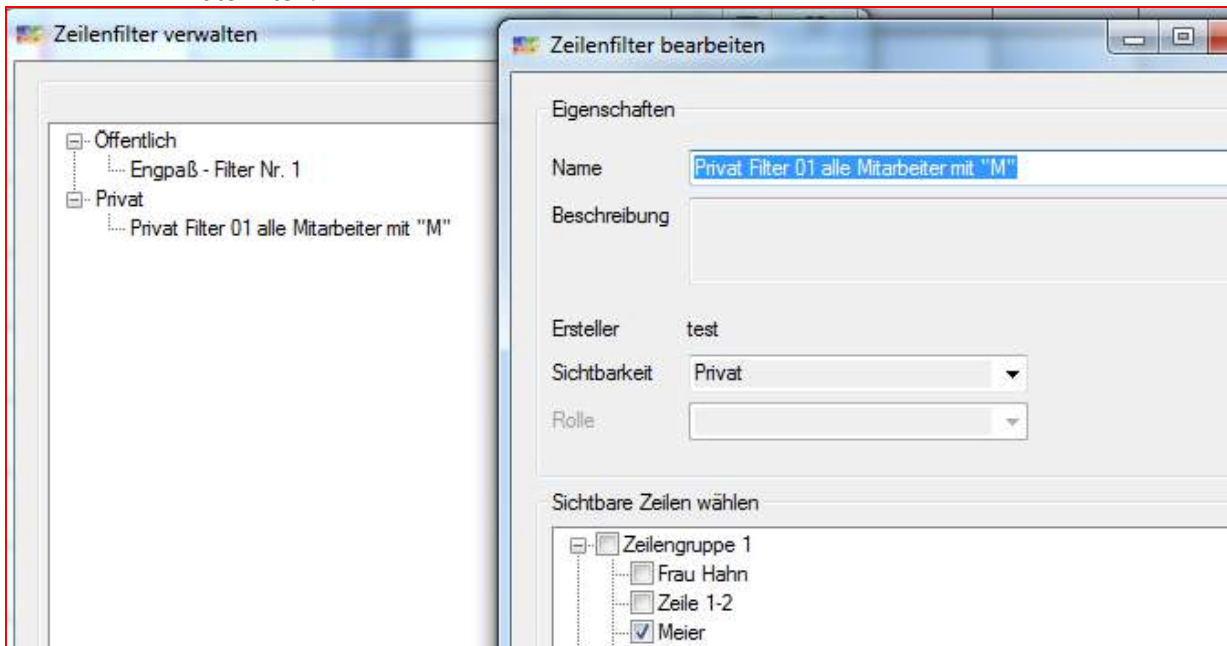 Zeilenfilter verwalten
Öffentlich
Engpaß - Filter Nr. 1
Privat
Privat Filter 01 alle Mitarbeiter mit "M"
Zeilenfilter bearbeiten
Eigenschaften
Name
Privat Filter 01 alle Mitarbeiter mit "M"
Beschreibung
Ersteller
test
Sichtbarkeit
Privat
Rolle
Sichtbare Zeilen wählen
Zeilengruppe 1
Frau Hahn
Zeile 1-2
Meier